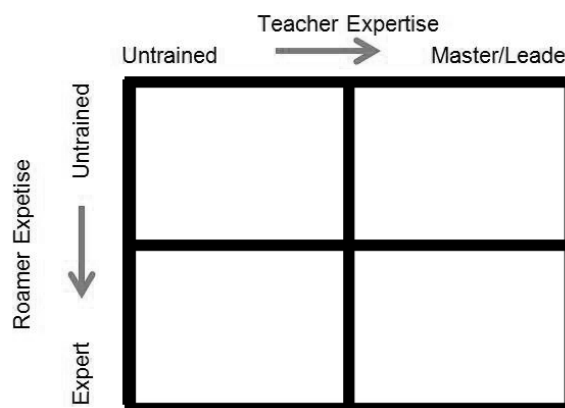 Teacher Expertise
Untrained
Master/Leade
Untrained
Roamer Expetise
Expert